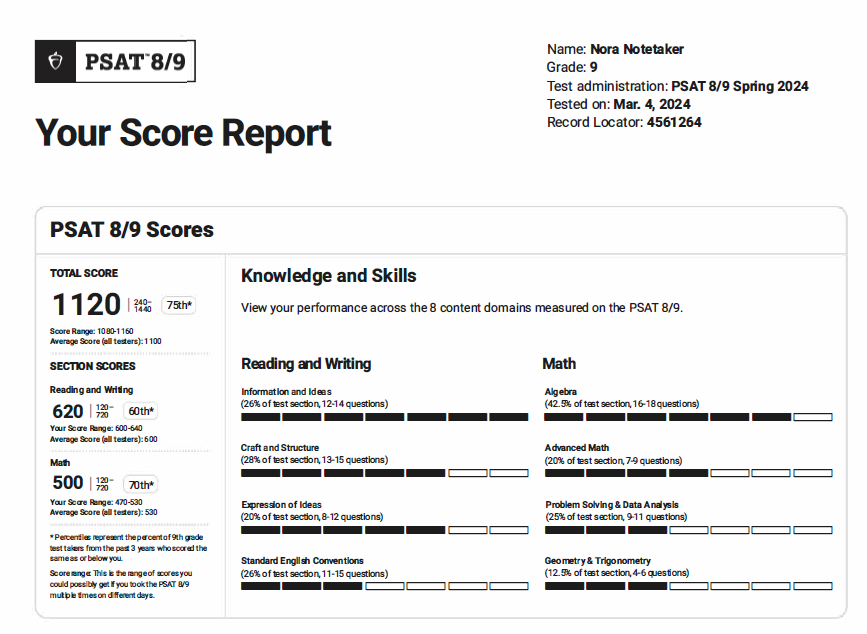 PSAT™ 8/9
Name: Nora Notetaker
Grade: 9
Test administration: PSAT 8/9 Spring 2024
Tested on: Mar. 4, 2024
Record Locator: 4561264
Your Score Report
PSAT 8/9 Scores
TOTAL SCORE
1120 | 240–1440 75th*
Score Range: 1080-1160
Average Score (all testers): 1100
SECTION SCORES
Reading and Writing
620 | 120–720 60th*
Your Score Range: 600-640
Average Score (all testers): 600
Math
500 | 120–720 70th*
Your Score Range: 470-530
Average Score (all testers): 530
* Percentiles represent the percent of 9th grade
test takers from the past 3 years who scored the
same as or below you.
Score range: This is the range of scores you
could possibly get if you took the PSAT 8/9
multiple times on different days.
Knowledge and Skills
View your performance across the 8 content domains measured on the PSAT 8/9.
Reading and Writing
Information and Ideas
(26% of test section, 12-14 questions)
Craft and Structure
(28% of test section, 13-15 questions)
Expression of Ideas
(20% of test section, 8-12 questions)
Standard English Conventions
(26% of test section, 11-15 questions)
Math
Algebra
(42.5% of test section, 16-18 questions)
Advanced Math
(20% of test section, 7-9 questions)
Problem Solving & Data Analysis
(25% of test section, 9-11 questions)
Geometry & Trigonometry
(12.5% of test section, 4-6 questions)